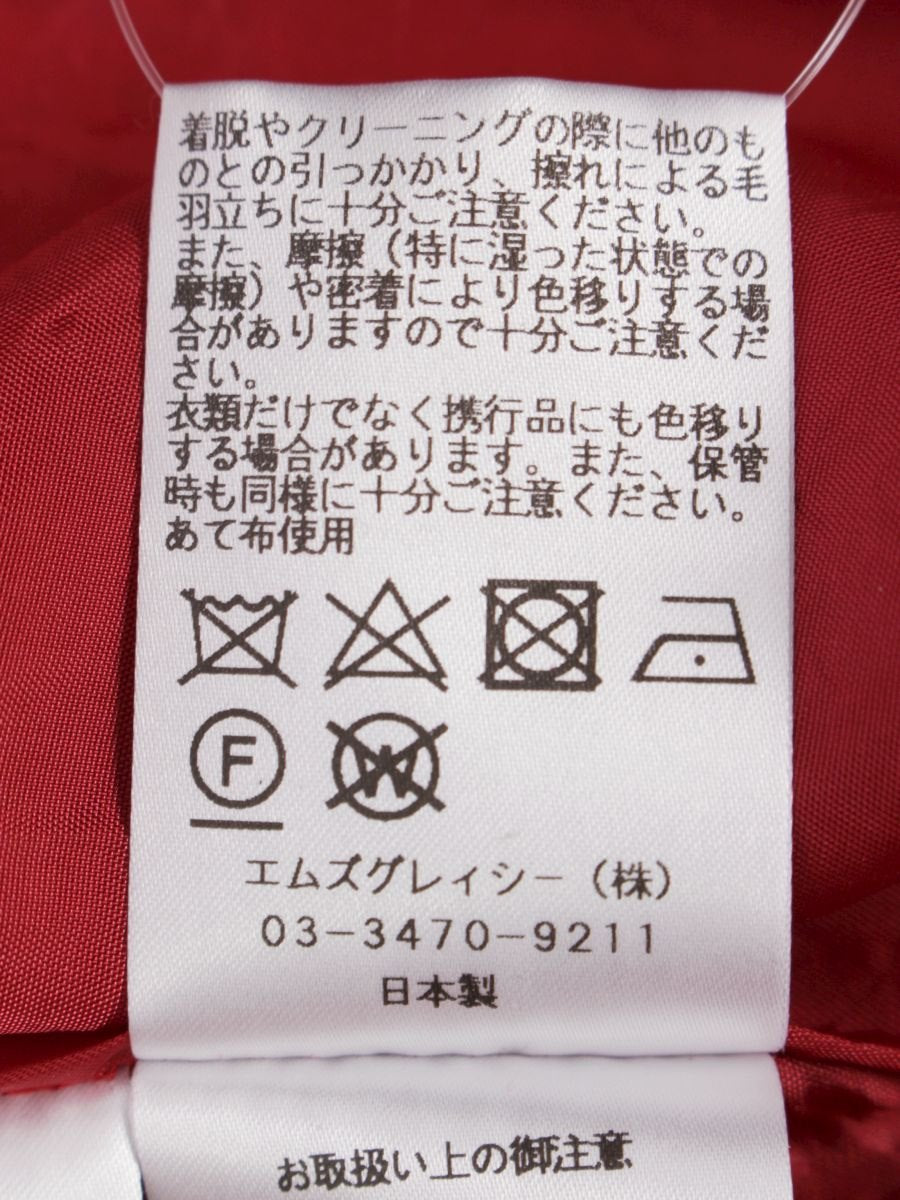 着脱やクリーニングの際に他のも
のとの引っかかり、擦れによる毛
羽立ちに十分ご注意ください。
また、摩擦（特に湿った状態での
摩擦）や密着により色移りする場
合がありますので十分ご注意くだ
さい。
衣類だけでなく携行品にも色移り
する場合があります。また、保管
時も同様に十分ご注意ください。
あて布使用
F W
エムズグレィシー（株）
03-3470-9211
日本製
お取扱い上の御注意